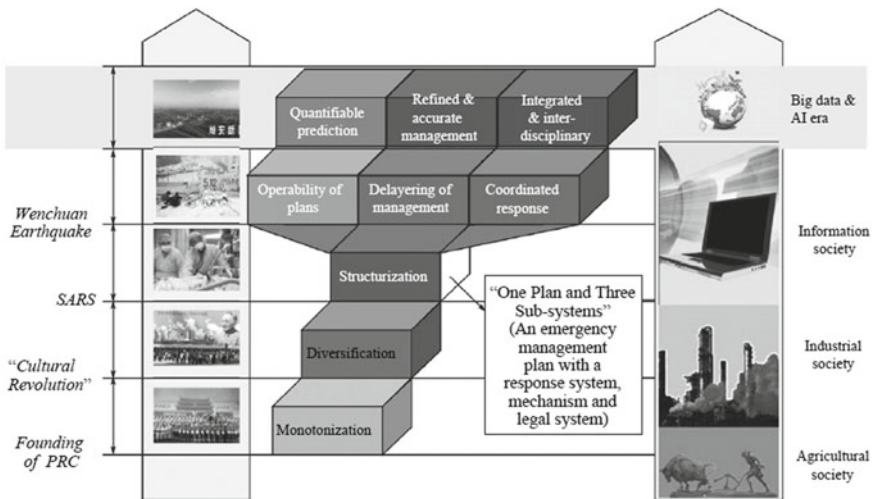 Quantifiable
prediction
Refined &
accurate
management
Integrated
& inter-
disciplinary
Big data &
AI era
Operability of
plans
Delayering of
management
Coordinated
response
Wenchuan
Earthquake
Information
society
Structurization
SARS
"One Plan and Three
Sub-systems"
(An emergency
management
plan with a
response system,
mechanism and
legal system)
Diversification
Industrial
society
"Cultural
Revolution"
Monotonization
Founding
of PRC
Agricultural
society